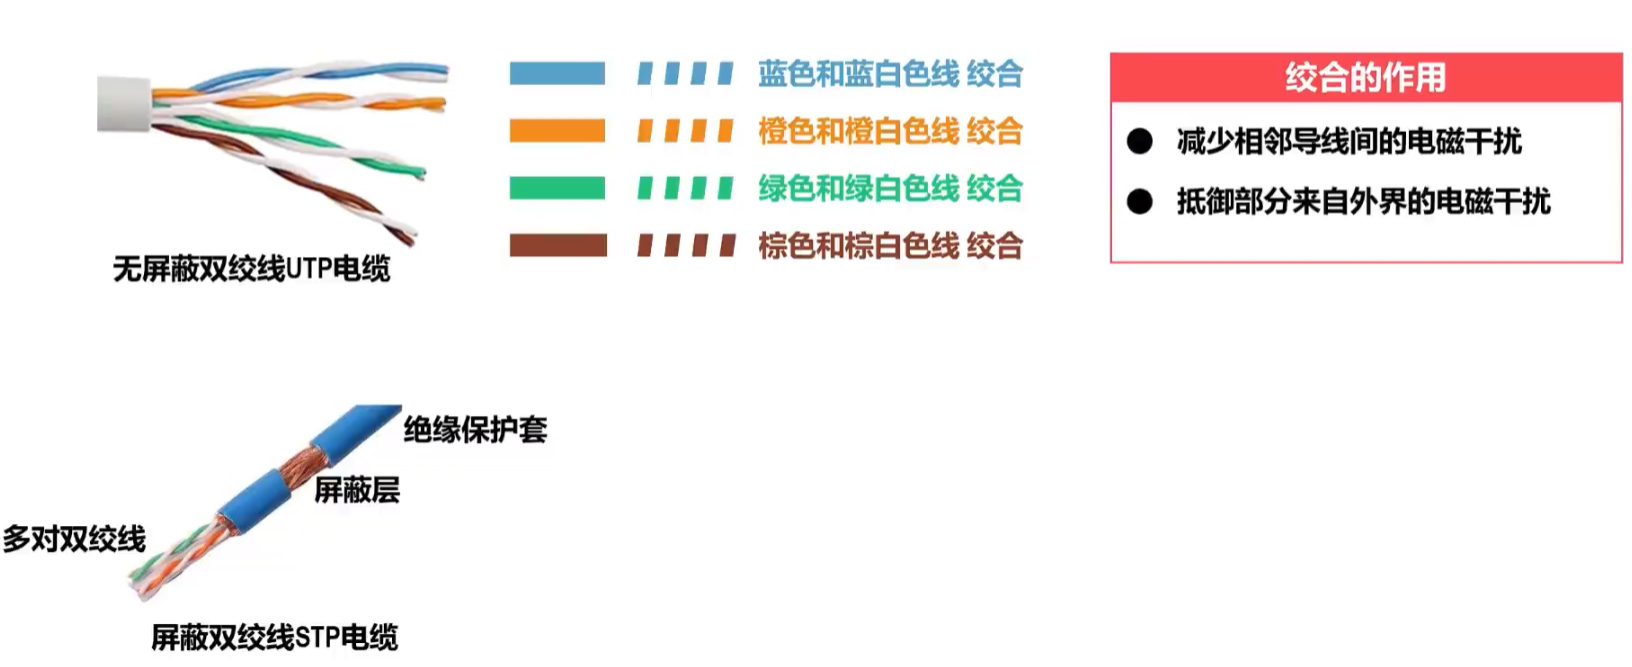 蓝色和蓝白色线 绞合
橙色和橙白色线 绞合
绿色和绿白色线 绞合
棕色和棕白色线 绞合
无屏蔽双绞线UTP电缆
绞合的作用
减少相邻导线间的电磁干扰
抵御部分来自外界的电磁干扰
绝缘保护套
屏蔽层
多对双绞线
屏蔽双绞线STP电缆